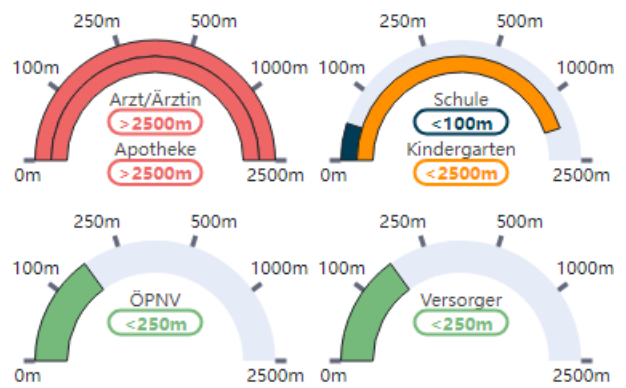 250m 500m
100m 1000m
Arzt/Ärztin
>2500m
Apotheke
>2500m
0m 2500m
250m 500m
100m 1000m
Schule
<100m
Kindergarten
<2500m
0m 2500m
250m 500m
100m 1000m
ÖPNV
<250m
0m 2500m
250m 500m
100m 1000m
Versorger
<250m
0m 2500m